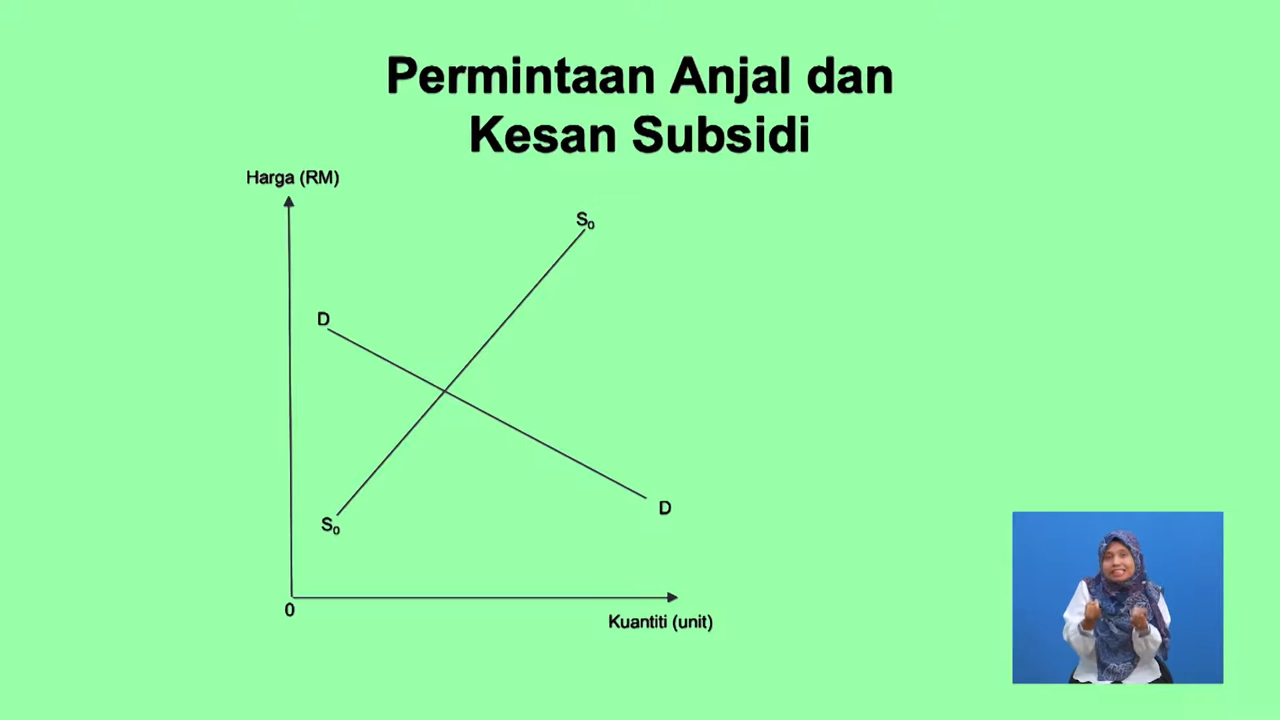 Permintaan Anjal dan
Kesan Subsidi
Harga (RM)
S₀
D
D
S₀
0
Kuantiti (unit)